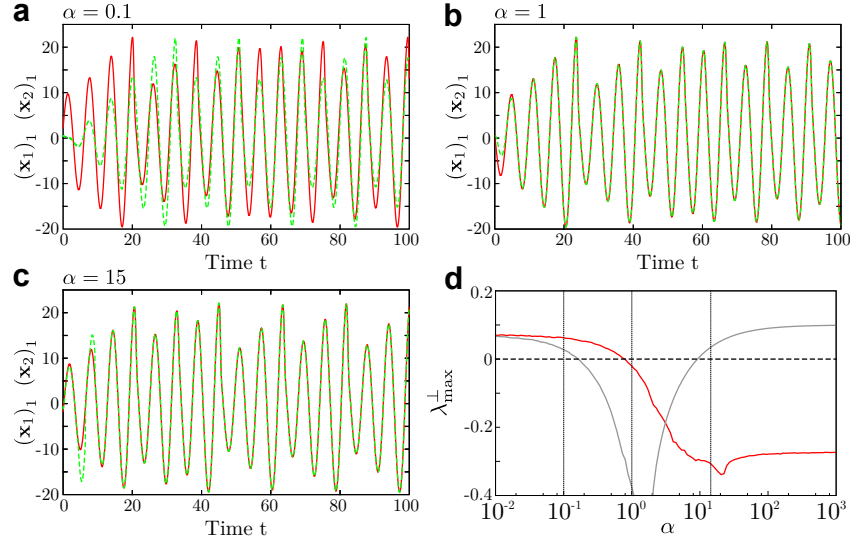 a α = 0.1
(x₁)₁ (x₂)₁
20
10
0
-10
-20
0 20 40 60 80 100
Time t
b α = 1
(x₁)₁ (x₂)₁
20
10
0
-10
-20
0 20 40 60 80 100
Time t
c α = 15
(x₁)₁ (x₂)₁
20
10
0
-10
-20
0 20 40 60 80 100
Time t
d
λ⊥max
0.2
0
-0.2
-0.4
10⁻² 10⁻¹ 10⁰ 10¹ 10² 10³
α